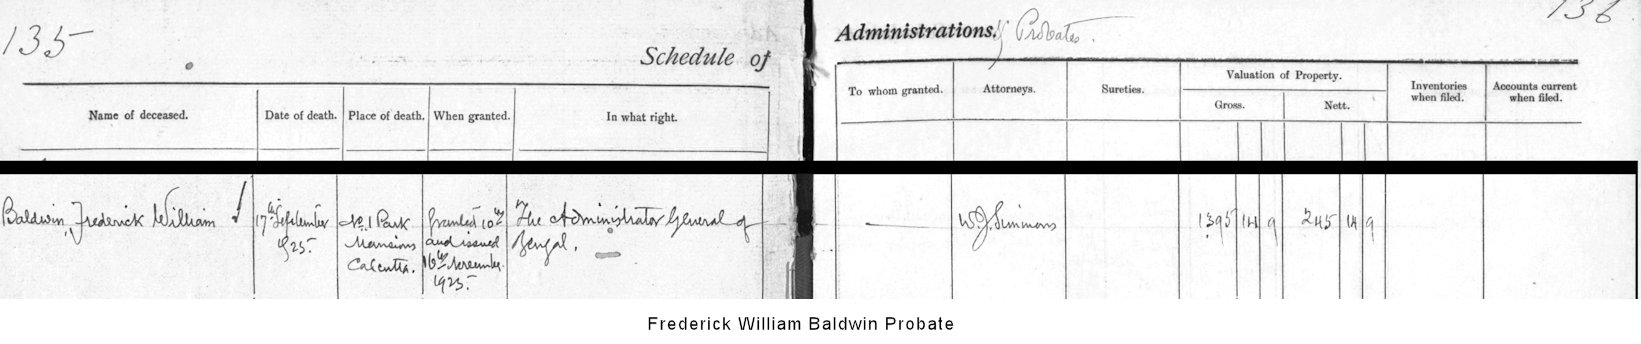 135
136
Schedule of Administrations. & Probates.
Name of deceased. Date of death. Place of death. When granted. In what right. To whom granted. Attorneys. Sureties. Valuation of Property. Gross. Nett. Inventories when filed. Accounts current when filed.
Baldwin, Frederick William
17th September
1925.
No. 1 Park
Mansions
Calcutta.
Granted 10th
and issued
16th November
1925.
The Administrator General of
Bengal.
W. J. Simmons
1395 14 9
245 14 9
Frederick William Baldwin Probate